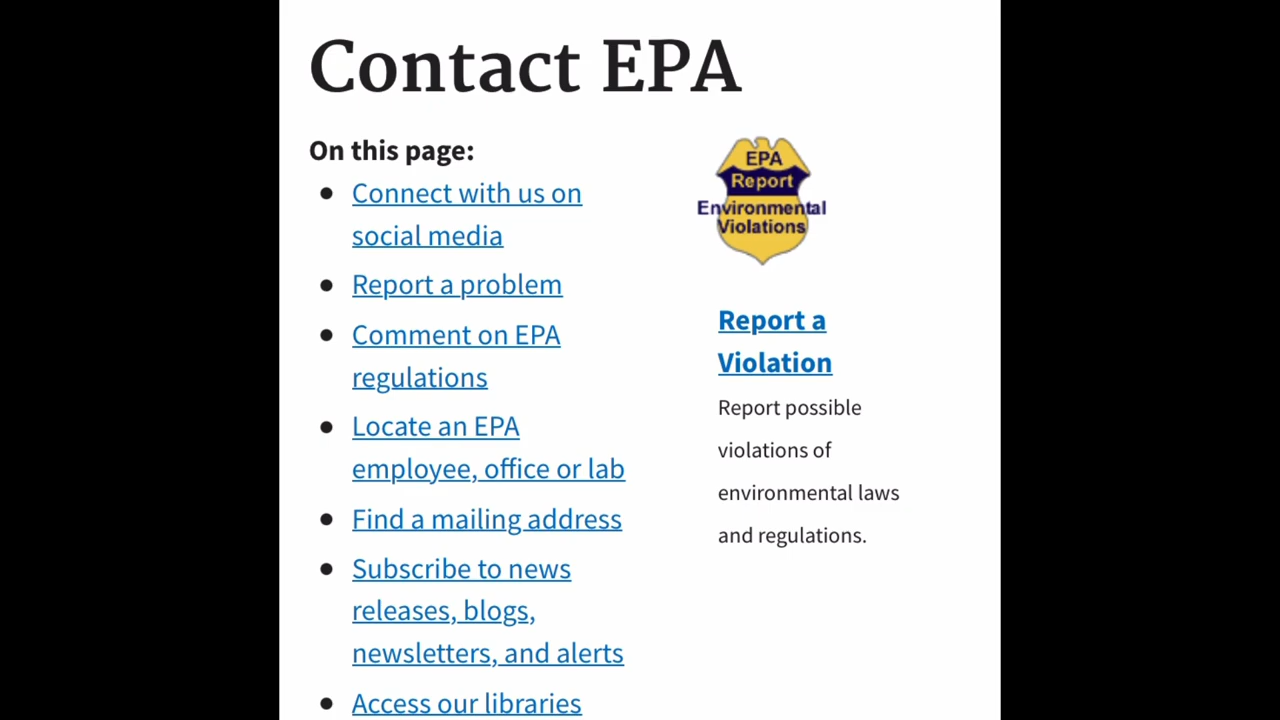 Contact EPA
On this page:
Connect with us on
social media
Report a problem
Comment on EPA
regulations
Locate an EPA
employee, office or lab
Find a mailing address
Subscribe to news
releases, blogs,
newsletters, and alerts
Access our libraries
EPA
Report
Environmental
Violations
Report a
Violation
Report possible
violations of
environmental laws
and regulations.